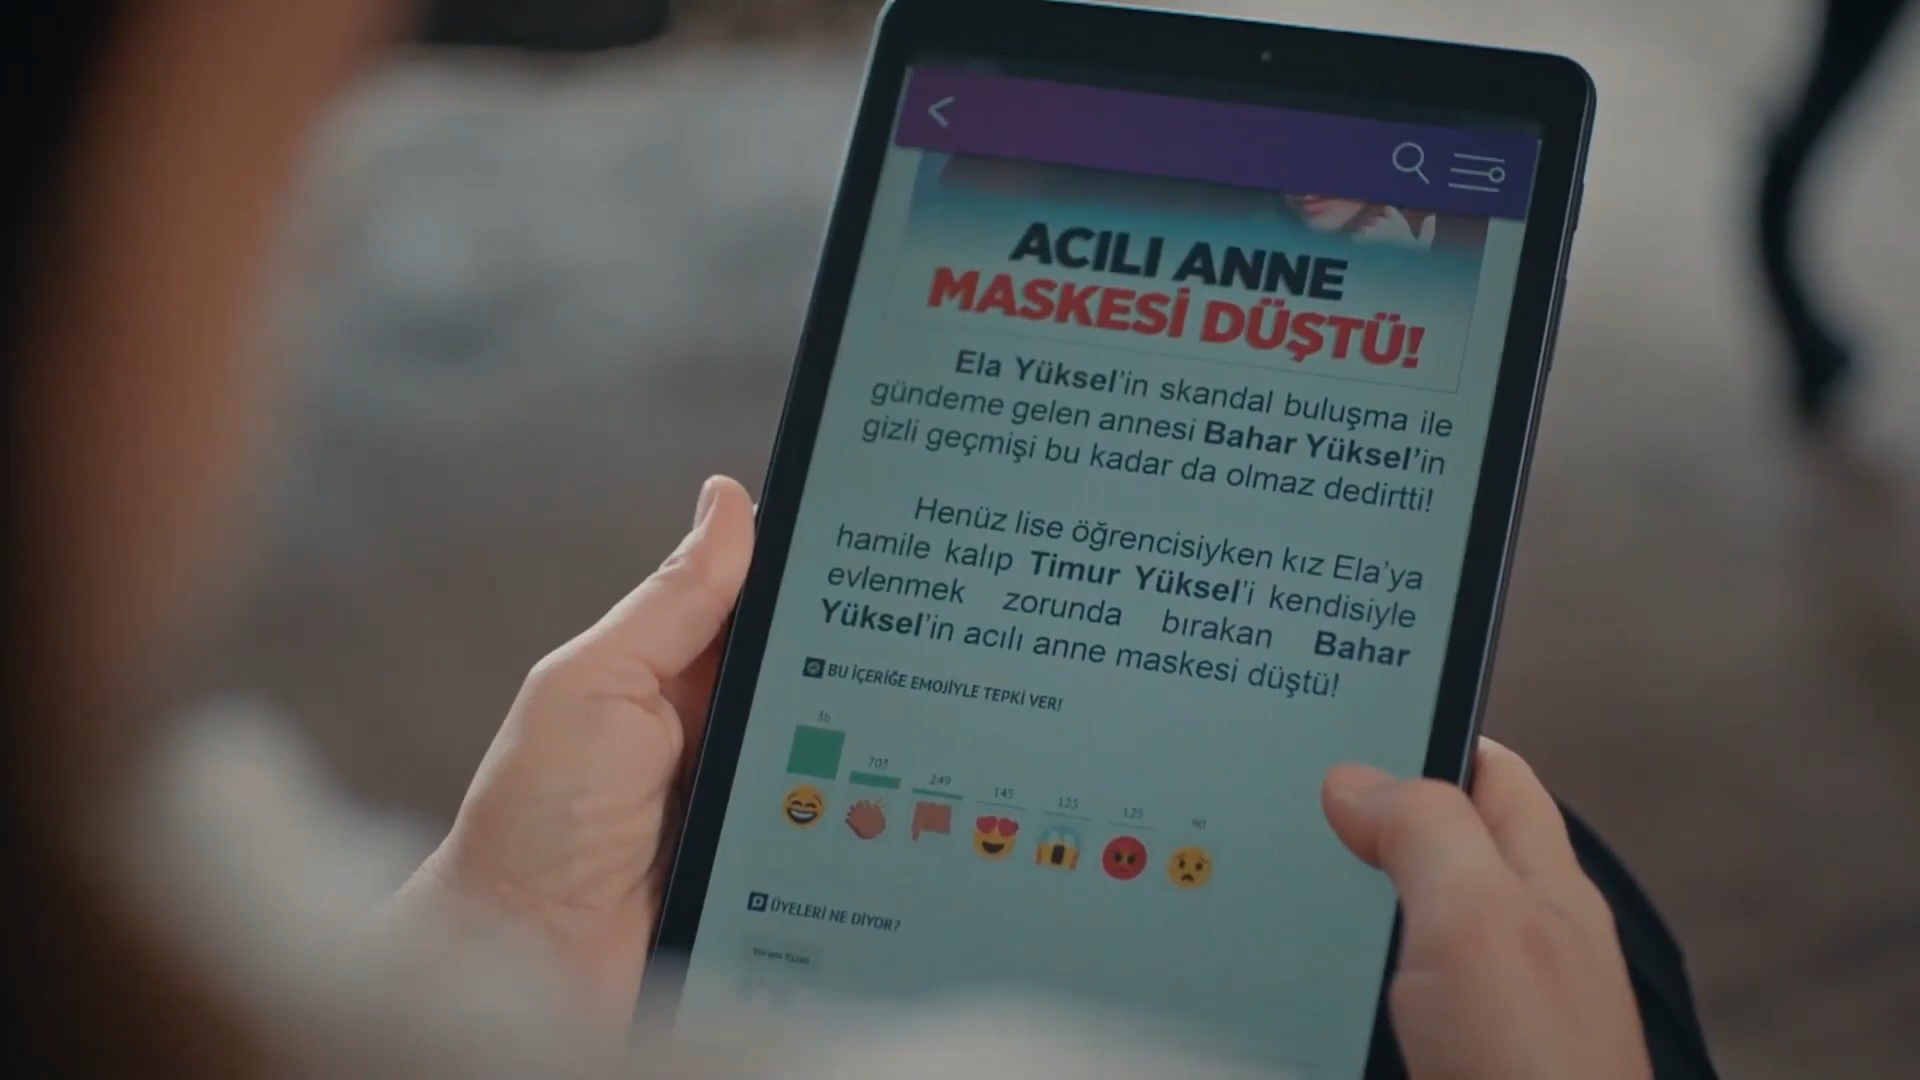 ACILI ANNE
MASKESİ DÜŞTÜ!
Ela Yüksel'in skandal buluşma ile
gündeme gelen annesi Bahar Yüksel'in
gizli geçmişi bu kadar da olmaz dedirtti!
Henüz lise öğrencisiyken kız Ela'ya
hamile kalıp Timur Yüksel'i kendisiyle
evlenmek zorunda bırakan Bahar
Yüksel'in acılı anne maskesi düştü!
BU İÇERİĞE EMOJİYLE TEPKİ VER!
3b 703 249 145 125 125 90
ÜYELERİ NE DİYOR?